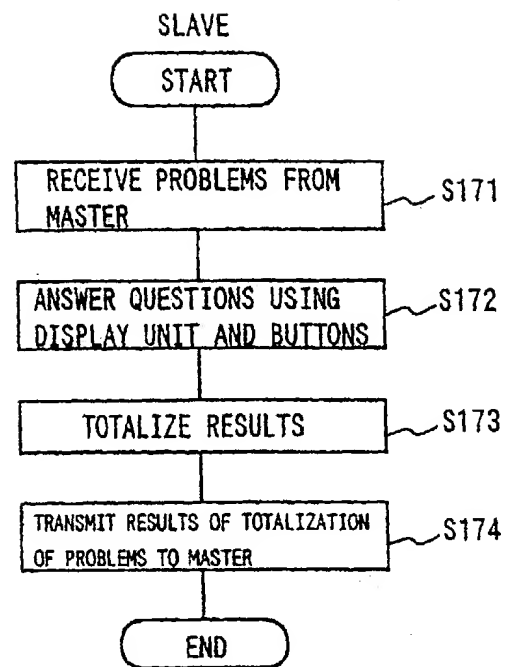 SLAVE
START
RECEIVE PROBLEMS FROM
MASTER
S171
ANSWER QUESTIONS USING
DISPLAY UNIT AND BUTTONS
S172
TOTALIZE RESULTS
S173
TRANSMIT RESULTS OF TOTALIZATION
OF PROBLEMS TO MASTER
S174
END